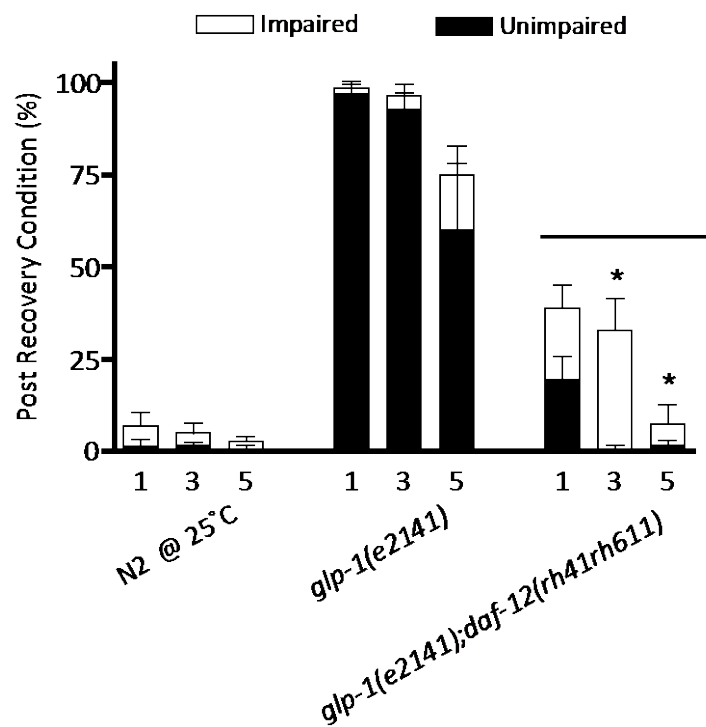 Impaired Unimpaired
Post Recovery Condition (%)
100
75
50
25
0
* *
1 3 5 1 3 5 1 3 5
N2 @ 25°C
glp-1(e2141)
glp-1(e2141);daf-12(rh41rh611)